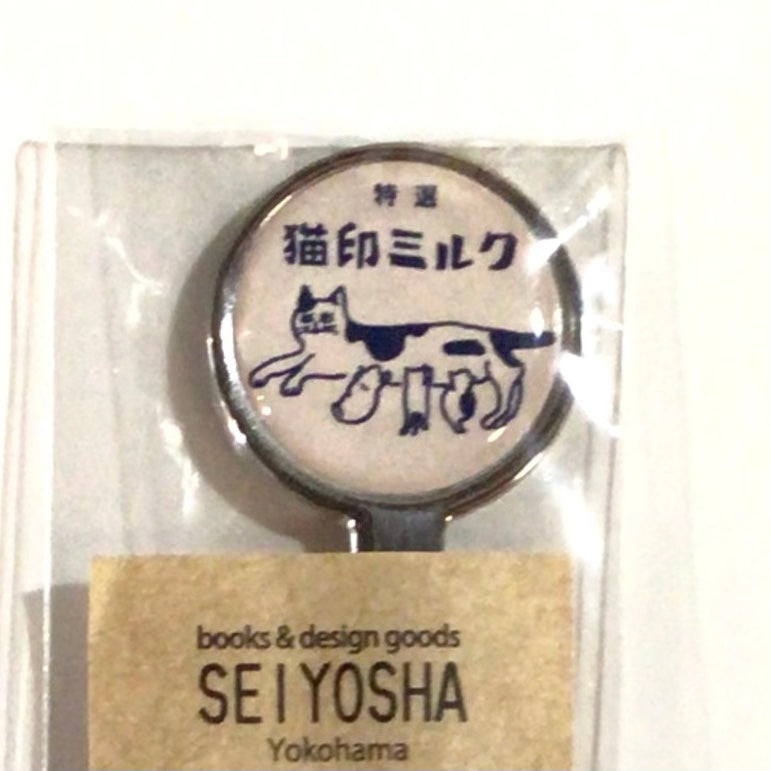 特選
猫印ミルク
books & design goods
SEIYOSHA
Yokohama